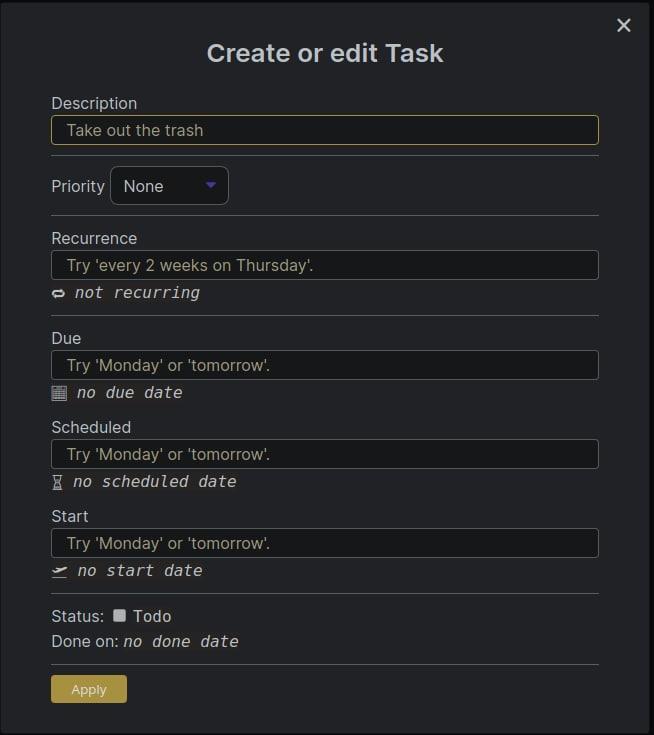 Create or edit Task
Description
Take out the trash
Priority None
Recurrence
Try 'every 2 weeks on Thursday'.
not recurring
Due
Try 'Monday' or 'tomorrow'.
no due date
Scheduled
Try 'Monday' or 'tomorrow'.
no scheduled date
Start
Try 'Monday' or 'tomorrow'.
no start date
Status: Todo
Done on: no done date
Apply